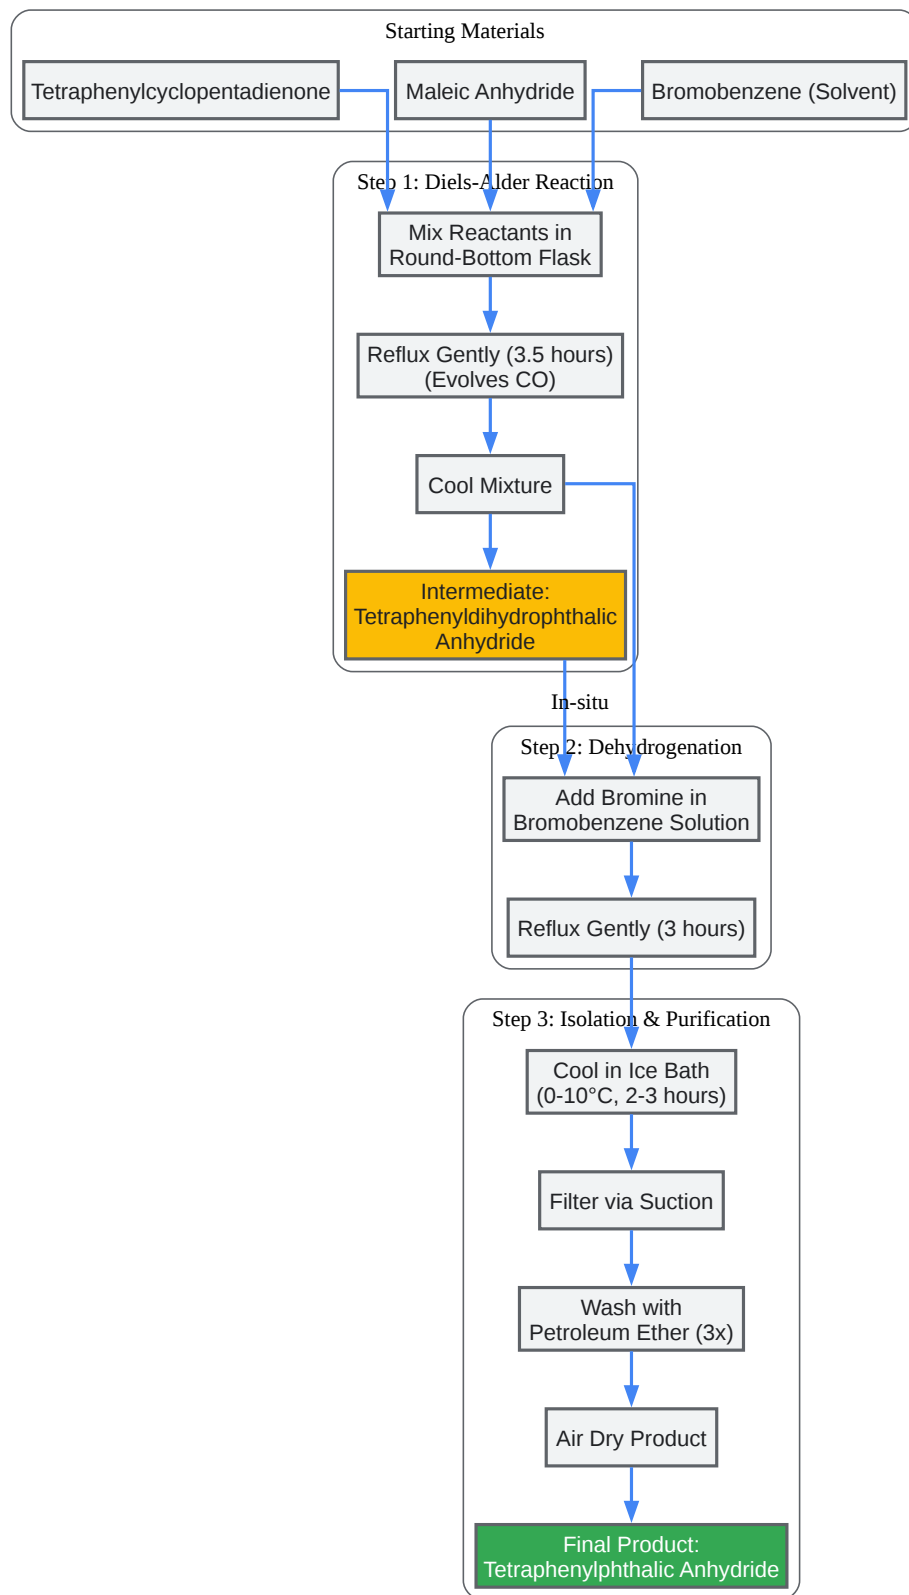 Starting Materials
Tetraphenylcyclopentadienone
Maleic Anhydride
Bromobenzene (Solvent)
Step 1: Diels-Alder Reaction
Mix Reactants in
Round-Bottom Flask
Reflux Gently (3.5 hours)
(Evolves CO)
Cool Mixture
Intermediate:
Tetraphenyldihydrophthalic
Anhydride
In-situ
Step 2: Dehydrogenation
Add Bromine in
Bromobenzene Solution
Reflux Gently (3 hours)
Step 3: Isolation & Purification
Cool in Ice Bath
(0-10°C, 2-3 hours)
Filter via Suction
Wash with
Petroleum Ether (3x)
Air Dry Product
Final Product:
Tetraphenylphthalic Anhydride